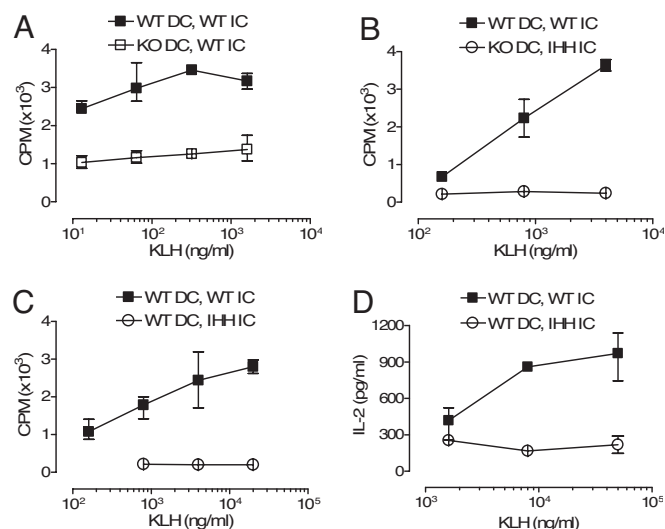 A
WT DC, WT IC
KO DC, WT IC
CPM (x10³)
4
3
2
1
0
10¹ 10² 10³ 10⁴
KLH (ng/ml)
B
WT DC, WT IC
KO DC, IHH IC
CPM (x10³)
4
3
2
1
0
10² 10³ 10⁴
KLH (ng/ml)
C
WT DC, WT IC
WT DC, IHH IC
CPM (x10³)
4
3
2
1
0
10² 10³ 10⁴ 10⁵
KLH (ng/ml)
D
WT DC, WT IC
WT DC, IHH IC
IL-2 (pg/ml)
1200
900
600
300
0
10³ 10⁴ 10⁵
KLH (ng/ml)